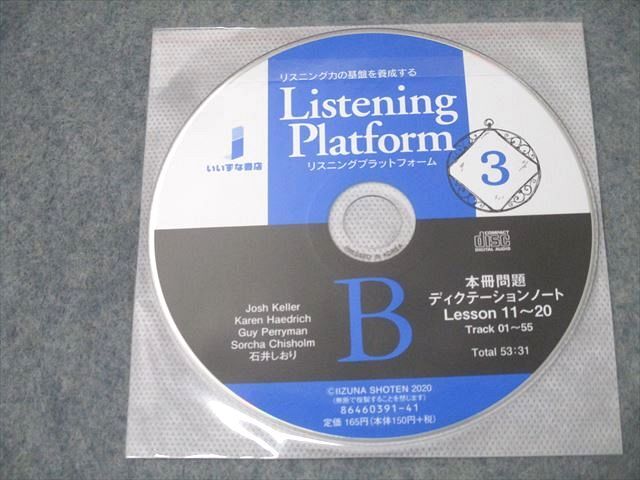 リスニング力の基盤を養成する
Listening
Platform
リスニングプラットフォーム
3
いいずな書店
COMPACT
disc
DIGITAL AUDIO
本冊問題
ディクテーションノート
Lesson 11〜20
Track 01〜55
Total 53:31
B
Josh Keller
Karen Haedrich
Guy Perryman
Sorcha Chisholm
石井しおり
©IIZUNA SHOTEN 2020
(無断で複製することを禁じます)
86460391-41
定価 165円(本体150円+税)